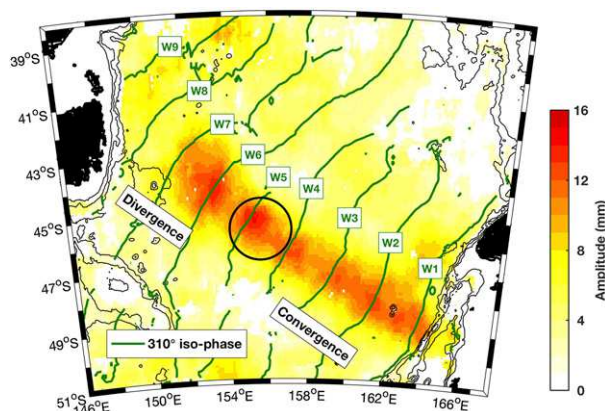 39°S
41°S
43°S
45°S
47°S
49°S
51°S
146°E
150°E
154°E
158°E
162°E
166°E
W9
W8
W7
W6
W5
W4
W3
W2
W1
Divergence
Convergence
310° iso-phase
16
12
8
4
0
Amplitude (mm)